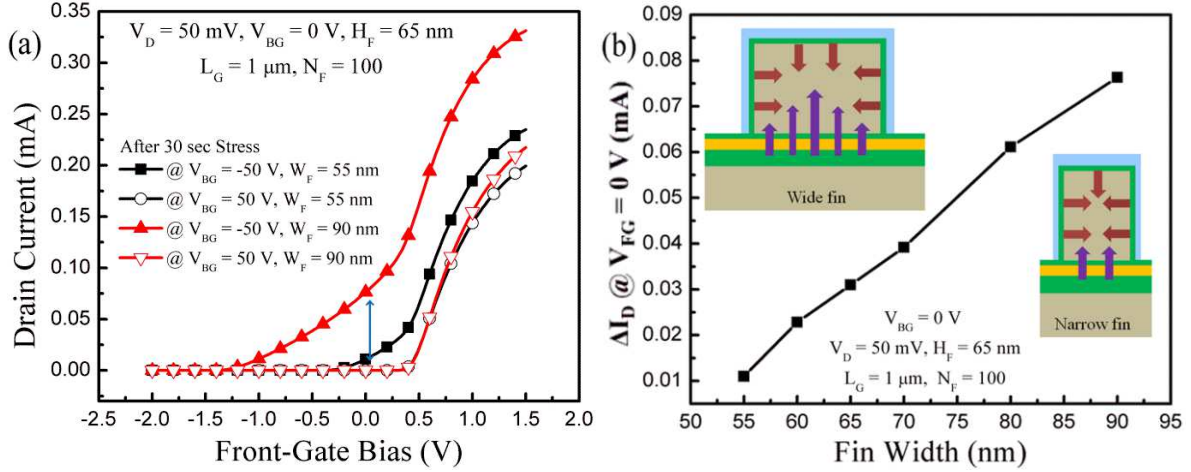 (a)
V_D = 50 mV, V_BG = 0 V, H_F = 65 nm
L_G = 1 μm, N_F = 100
After 30 sec Stress
@ V_BG = -50 V, W_F = 55 nm
@ V_BG = 50 V, W_F = 55 nm
@ V_BG = -50 V, W_F = 90 nm
@ V_BG = 50 V, W_F = 90 nm
Drain Current (mA)
0.35
0.30
0.25
0.20
0.15
0.10
0.05
0.00
-2.5 -2.0 -1.5 -1.0 -0.5 0.0 0.5 1.0 1.5 2.0
Front-Gate Bias (V)
(b)
ΔI_D @ V_FG = 0 V (mA)
0.09
0.08
0.07
0.06
0.05
0.04
0.03
0.02
0.01
Wide fin
Narrow fin
V_BG = 0 V
V_D = 50 mV, H_F = 65 nm
L_G = 1 μm, N_F = 100
50 55 60 65 70 75 80 85 90 95
Fin Width (nm)